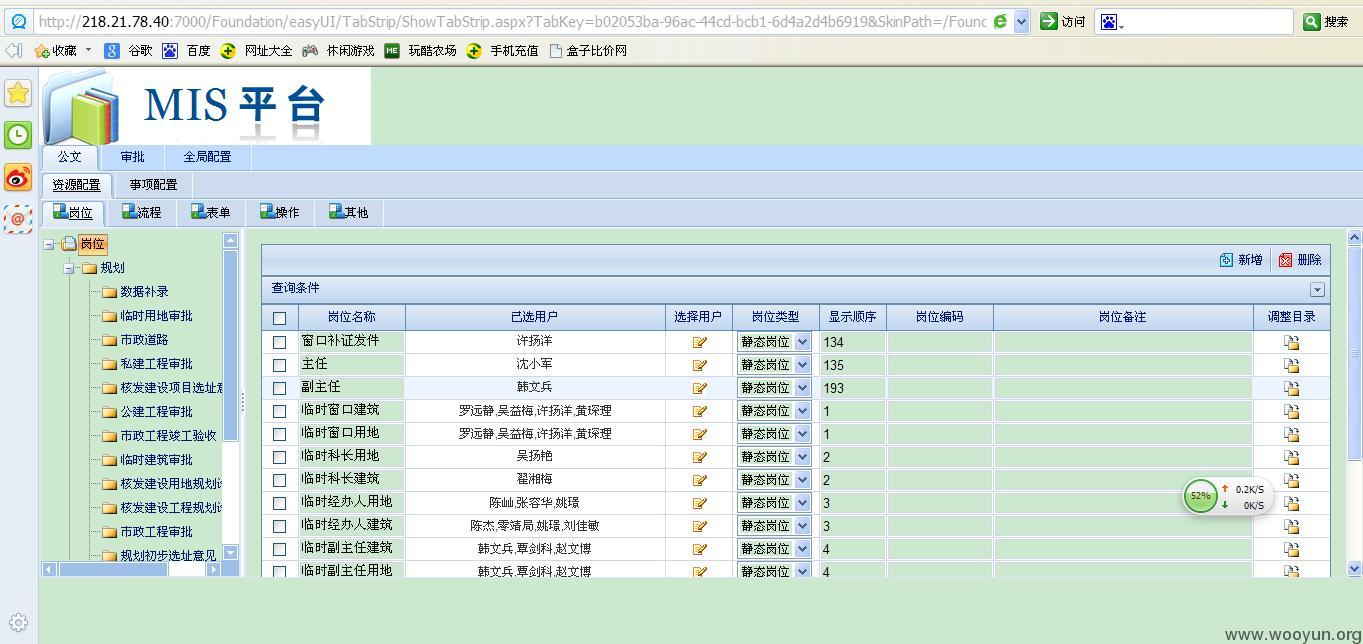 http://218.21.78.40:7000/Foundation/easyUI/TabStrip/ShowTabStrip.aspx?TabKey=b02053ba-96ac-44cd-bcb1-6d4a2d4b6919&SkinPath=/Found 访问 搜索
收藏 谷歌 百度 网址大全 休闲游戏 玩酷农场 手机充值 盒子比价网
MIS 平台
公文 审批 全局配置
资源配置 事项配置
岗位 流程 表单 操作 其他
岗位
规划
数据补录
临时用地审批
市政道路
私建工程审批
核发建设项目选址意
公建工程审批
市政工程竣工验收
临时建筑审批
核发建设用地规划
核发建设工程规划
市政工程审批
规划初步选址意见
新增 删除
查询条件
岗位名称 已选用户 选择用户 岗位类型 显示顺序 岗位编码 岗位备注 调整目录
窗口补证发件 许扬洋 静态岗位 134
主任 沈小军 静态岗位 135
副主任 韩文兵 静态岗位 193
临时窗口建筑 罗远静,吴益梅,许扬洋,黄琛理 静态岗位 1
临时窗口用地 罗远静,吴益梅,许扬洋,黄琛理 静态岗位 1
临时科长用地 吴扬艳 静态岗位 2
临时科长建筑 翟湘梅 静态岗位 2
临时经办人用地 陈屾,张容华,姚璟 静态岗位 3
临时经办人建筑 陈杰,零靖局,姚璟,刘佳敏 静态岗位 3
临时副主任建筑 韩文兵,覃剑科,赵文博 静态岗位 4
临时副主任用地 韩文兵,覃剑科,赵文博 静态岗位 4
52% 0.2K/S
0K/S
www.wooyun.org